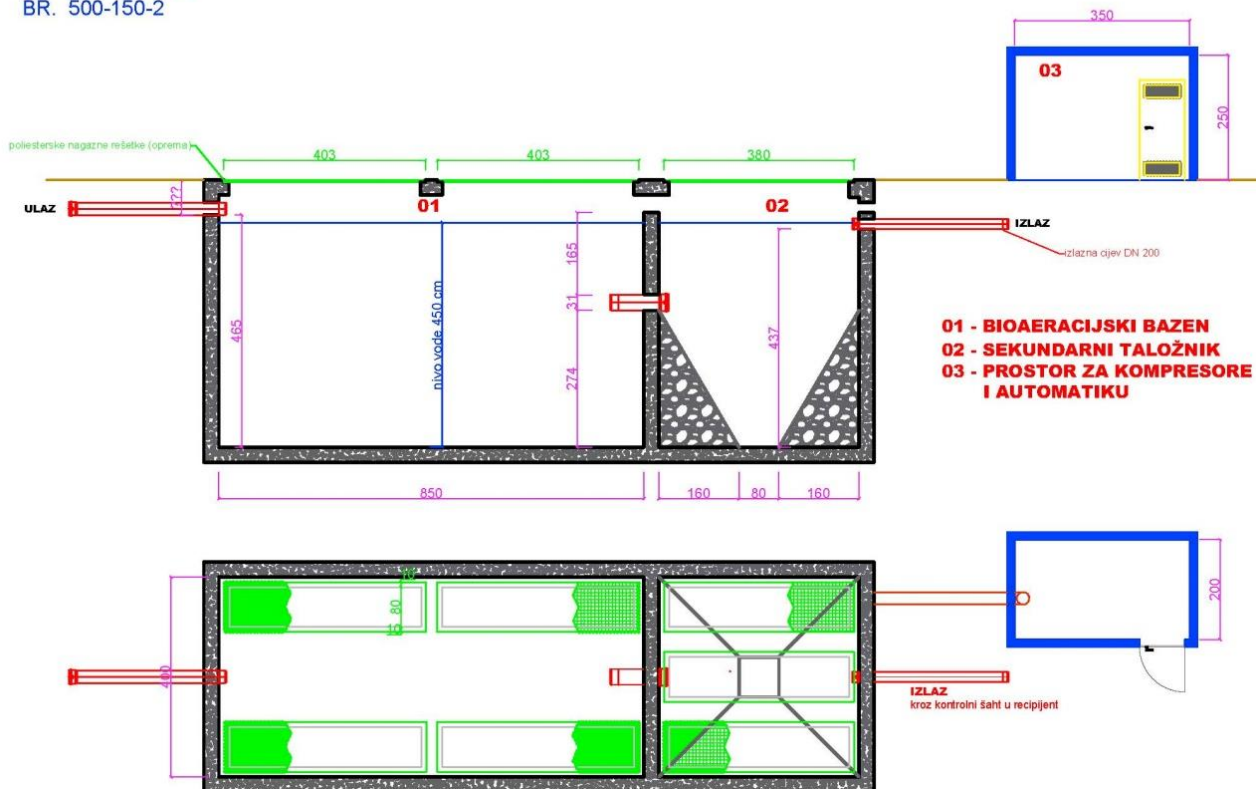 BR. 500-150-2
350
03
250
poliesterske nagazne rešetke (oprema)
403
403
380
???
ULAZ
01
02
IZLAZ
izlazna cijev DN 200
165
31
465
nivo vode 450 cm
437
274
01 - BIOAERACIJSKI BAZEN
02 - SEKUNDARNI TALOŽNIK
03 - PROSTOR ZA KOMPRESORE
I AUTOMATIKU
850
160
80
160
10
80
10
400
200
IZLAZ
kroz kontrolni šaht u recipijent